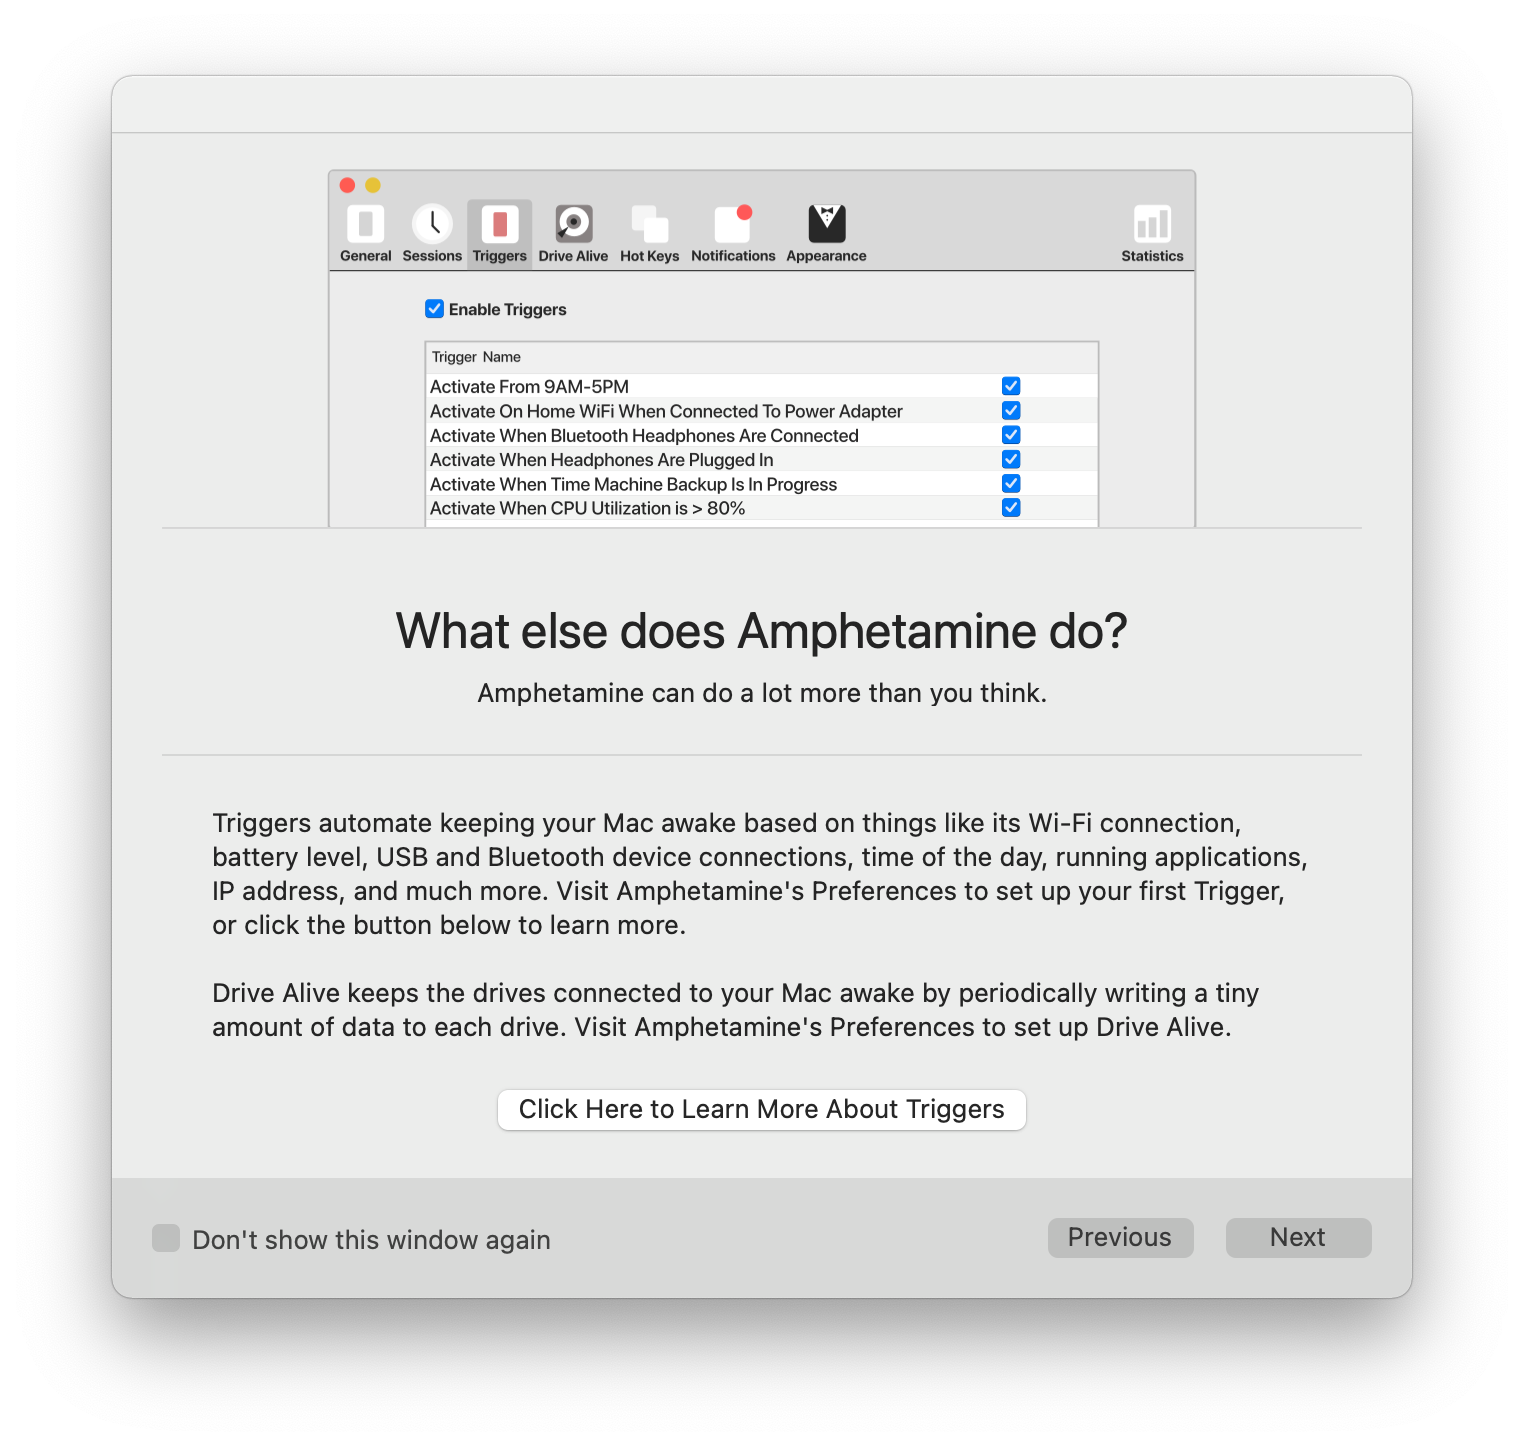 General Sessions Triggers Drive Alive Hot Keys Notifications Appearance Statistics
Enable Triggers
Trigger Name
Activate From 9AM-5PM
Activate On Home WiFi When Connected To Power Adapter
Activate When Bluetooth Headphones Are Connected
Activate When Headphones Are Plugged In
Activate When Time Machine Backup Is In Progress
Activate When CPU Utilization is > 80%
What else does Amphetamine do?
Amphetamine can do a lot more than you think.
Triggers automate keeping your Mac awake based on things like its Wi-Fi connection,
battery level, USB and Bluetooth device connections, time of the day, running applications,
IP address, and much more. Visit Amphetamine's Preferences to set up your first Trigger,
or click the button below to learn more.
Drive Alive keeps the drives connected to your Mac awake by periodically writing a tiny
amount of data to each drive. Visit Amphetamine's Preferences to set up Drive Alive.
Click Here to Learn More About Triggers
Don't show this window again
Previous Next